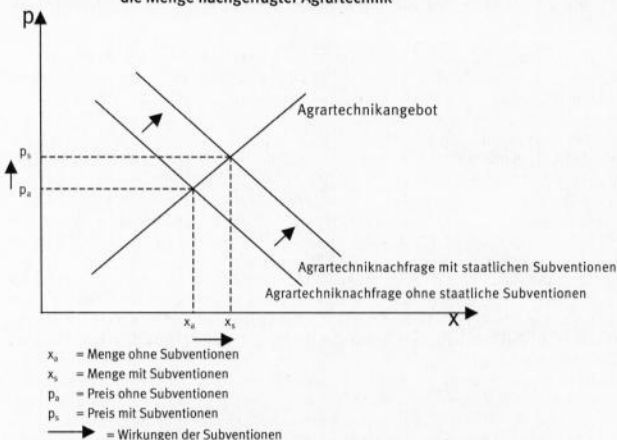 die Menge nachgefragter Agrartechnik
p
Agrartechnikangebot
ps
pa
Agrartechniknachfrage mit staatlichen Subventionen
Agrartechniknachfrage ohne staatliche Subventionen
xa xs
x
xa = Menge ohne Subventionen
xs = Menge mit Subventionen
pa = Preis ohne Subventionen
ps = Preis mit Subventionen
= Wirkungen der Subventionen